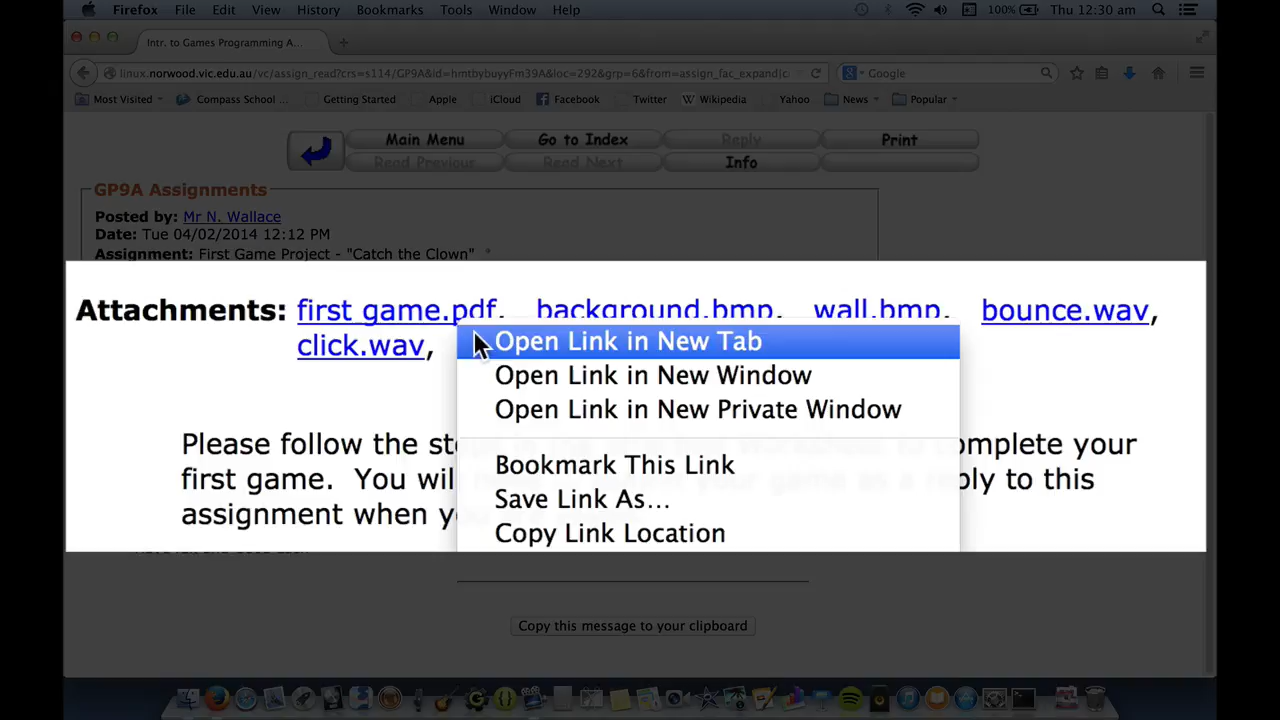 Firefox File Edit View History Bookmarks Tools Window Help 100% Thu 12:30 am
Intr. to Games Programming A...
linux.norwood.vic.edu.au/vc/assign_read?crs=s114/GP9A&id=hmtbybuyyFm39A&loc=292&grp=6&from=assign_fac_expand|c Google
Most Visited Compass School ... Getting Started Apple iCloud Facebook Twitter Wikipedia Yahoo News Popular
Main Menu Go to Index Reply Print
Read Previous Read Next Info
GP9A Assignments
Posted by: Mr N. Wallace
Date: Tue 04/02/2014 12:12 PM
Assignment: First Game Project - "Catch the Clown" *
Attachments: first game.pdf, background.bmp, wall.bmp, bounce.wav,
click.wav,
Open Link in New Tab
Open Link in New Window
Open Link in New Private Window
Bookmark This Link
Save Link As...
Copy Link Location
Please follow the complete your
first game. You this
assignment when
Copy this message to your clipboard